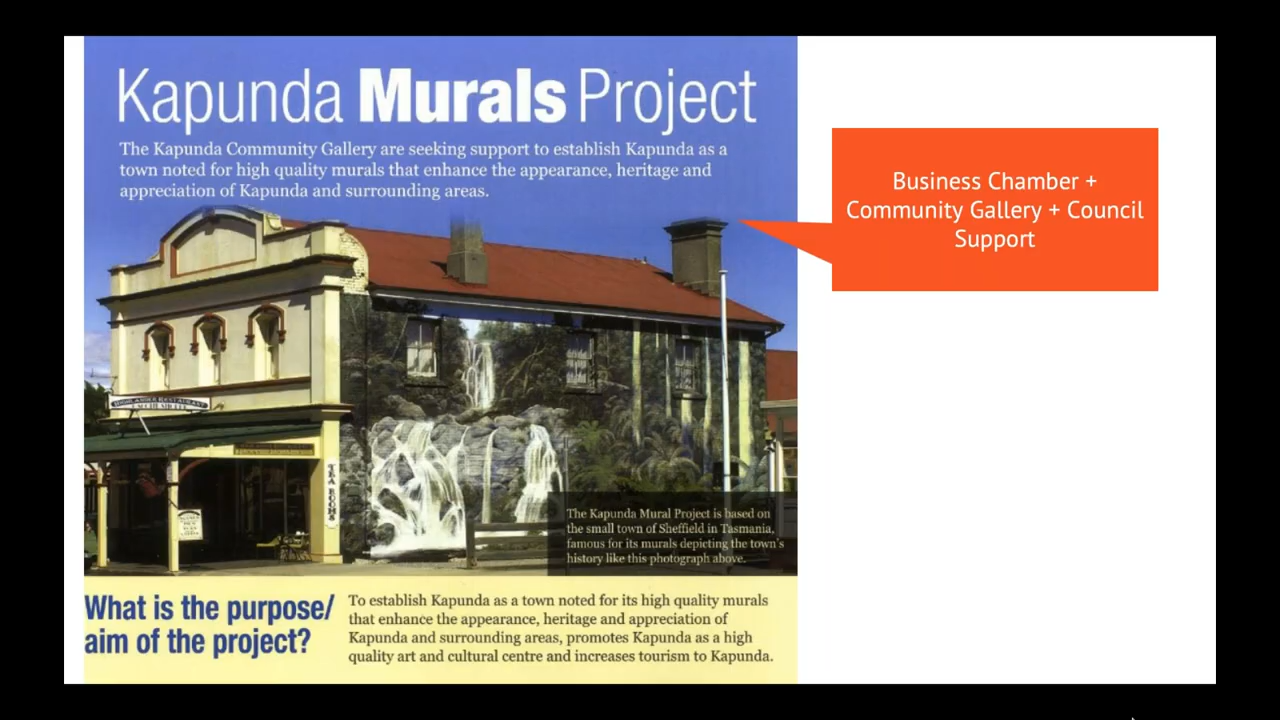 Kapunda Murals Project
The Kapunda Community Gallery are seeking support to establish Kapunda as a
town noted for high quality murals that enhance the appearance, heritage and
appreciation of Kapunda and surrounding areas.
Business Chamber +
Community Gallery + Council
Support
HIGHLANDER RESTAURANT
TEA ROOMS
The Kapunda Mural Project is based on
the small town of Sheffield in Tasmania,
famous for its murals depicting the town's
history like this photograph above.
What is the purpose/
aim of the project?
To establish Kapunda as a town noted for its high quality murals
that enhance the appearance, heritage and appreciation of
Kapunda and surrounding areas, promotes Kapunda as a high
quality art and cultural centre and increases tourism to Kapunda.